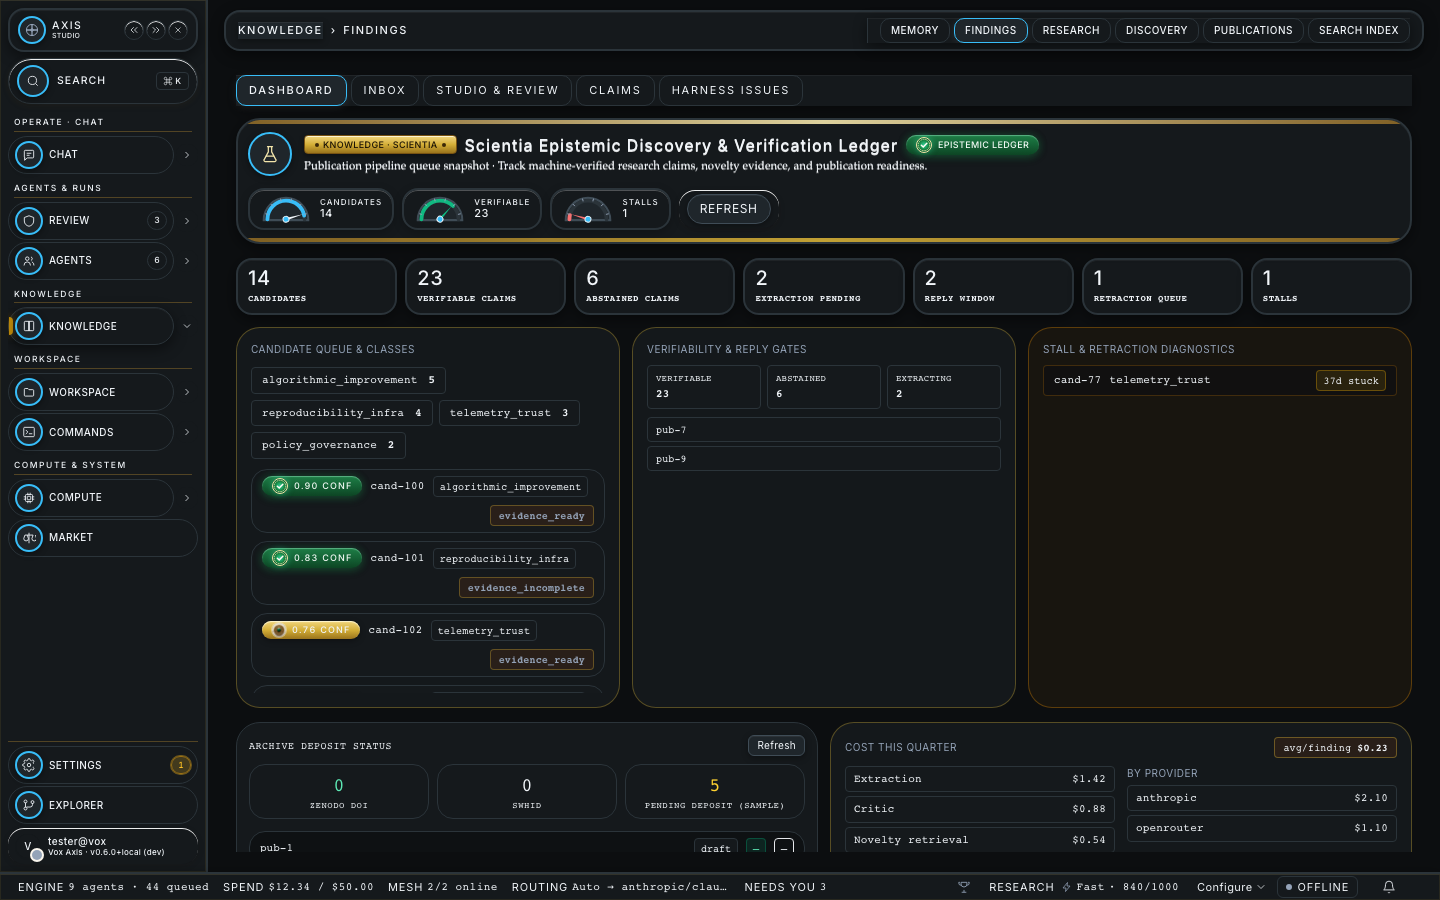 AXIS
STUDIO
SEARCH ⌘ K
OPERATE · CHAT
CHAT
AGENTS & RUNS
REVIEW 3
AGENTS 6
KNOWLEDGE
KNOWLEDGE
WORKSPACE
WORKSPACE
COMMANDS
COMPUTE & SYSTEM
COMPUTE
MARKET
SETTINGS 1
EXPLORER
V tester@vox
Vox Axis · v0.6.0+local (dev)
KNOWLEDGE › FINDINGS
MEMORY FINDINGS RESEARCH DISCOVERY PUBLICATIONS SEARCH INDEX
DASHBOARD INBOX STUDIO & REVIEW CLAIMS HARNESS ISSUES
• KNOWLEDGE · SCIENTIA • Scientia Epistemic Discovery & Verification Ledger EPISTEMIC LEDGER
Publication pipeline queue snapshot · Track machine-verified research claims, novelty evidence, and publication readiness.
CANDIDATES 14
VERIFIABLE 23
STALLS 1
REFRESH
14 CANDIDATES
23 VERIFIABLE CLAIMS
6 ABSTAINED CLAIMS
2 EXTRACTION PENDING
2 REPLY WINDOW
1 RETRACTION QUEUE
1 STALLS
CANDIDATE QUEUE & CLASSES
algorithmic_improvement 5
reproducibility_infra 4 telemetry_trust 3
policy_governance 2
0.90 CONF cand-100 algorithmic_improvement
evidence_ready
0.83 CONF cand-101 reproducibility_infra
evidence_incomplete
0.76 CONF cand-102 telemetry_trust
evidence_ready
VERIFIABILITY & REPLY GATES
VERIFIABLE ABSTAINED EXTRACTING
23 6 2
pub-7
pub-9
STALL & RETRACTION DIAGNOSTICS
cand-77 telemetry_trust 37d stuck
ARCHIVE DEPOSIT STATUS Refresh
0 0 5
ZENODO DOI SWHID PENDING DEPOSIT (SAMPLE)
pub-1 draft — —
COST THIS QUARTER avg/finding $0.23
Extraction $1.42
Critic $0.88
Novelty retrieval $0.54
BY PROVIDER
anthropic $2.10
openrouter $1.10
ENGINE 9 agents · 44 queued SPEND $12.34 / $50.00 MESH 2/2 online ROUTING Auto → anthropic/clau… NEEDS YOU 3 RESEARCH Fast · 840/1000 Configure OFFLINE